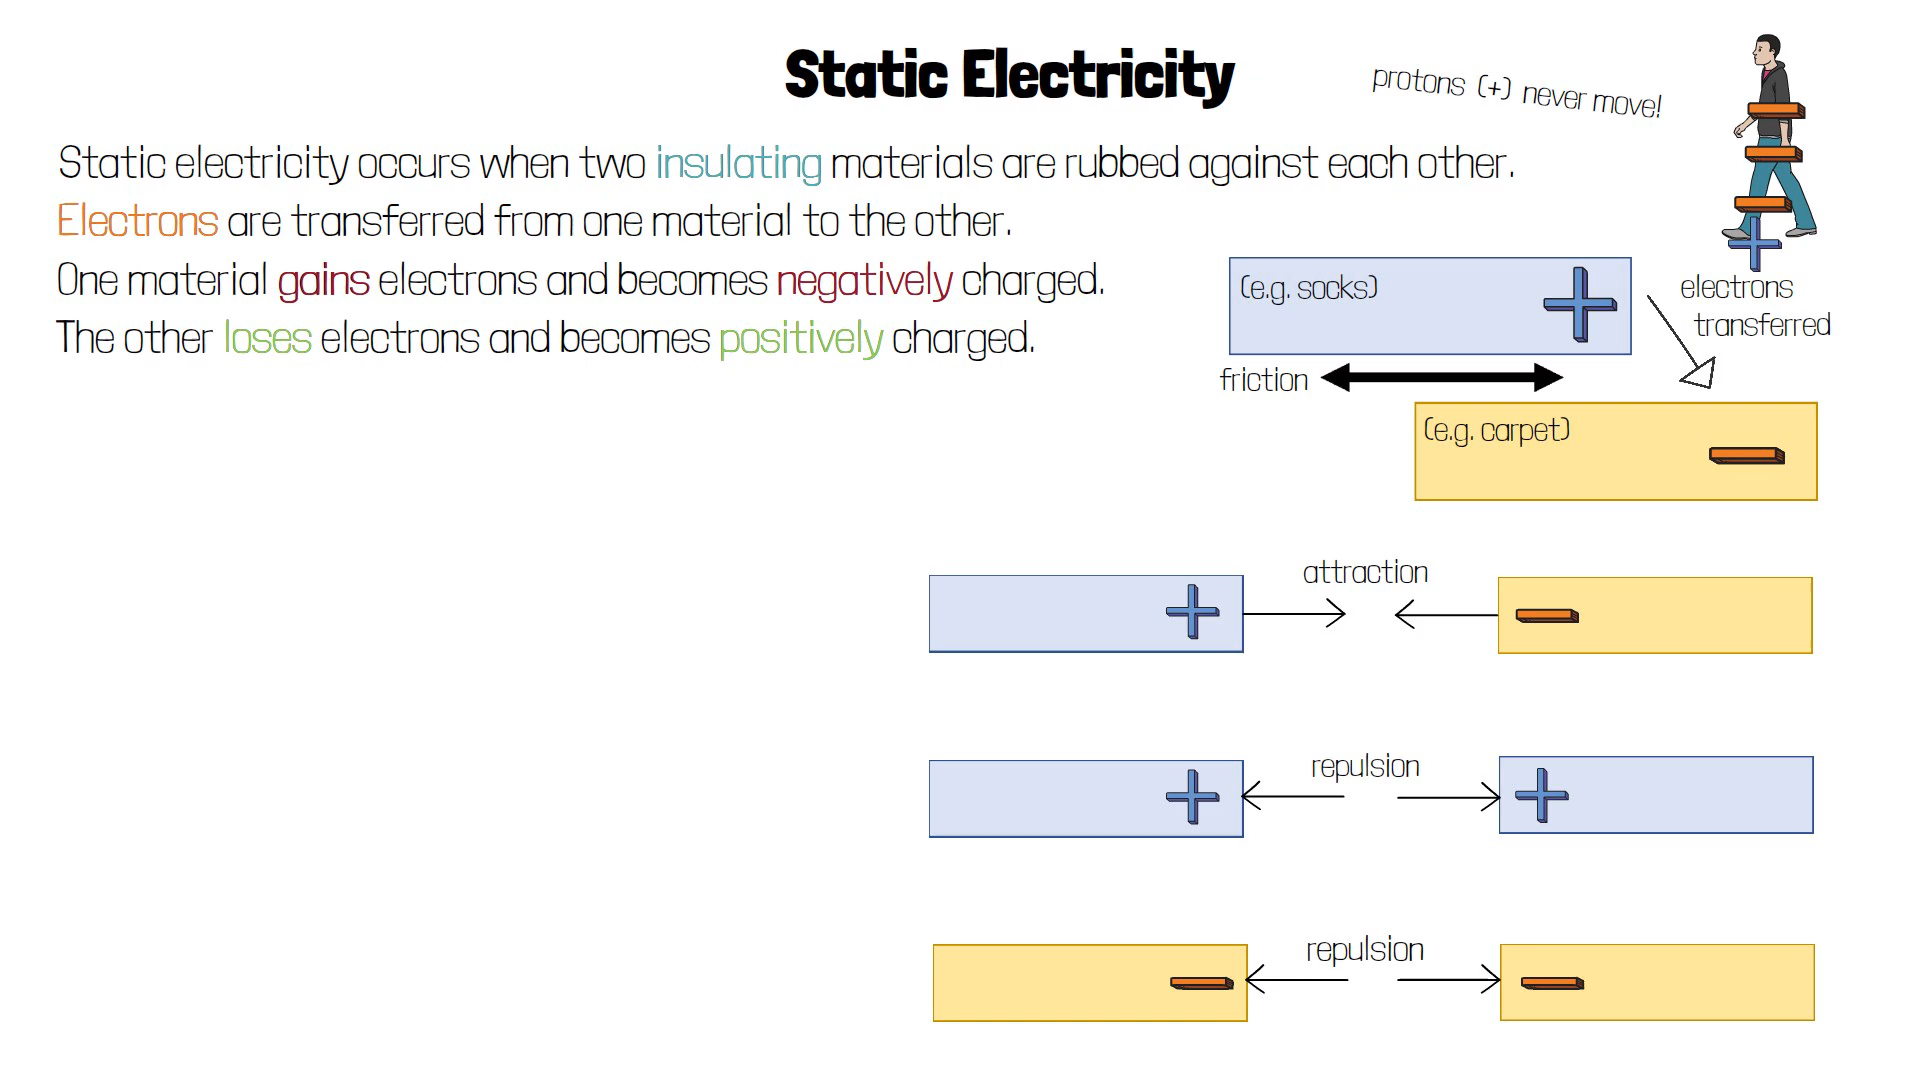 Static Electricity
protons (+) never move!
Static electricity occurs when two insulating materials are rubbed against each other.
Electrons are transferred from one material to the other.
One material gains electrons and becomes negatively charged.
The other loses electrons and becomes positively charged.
(e.g. socks)
electrons
transferred
friction
(e.g. carpet)
attraction
repulsion
repulsion